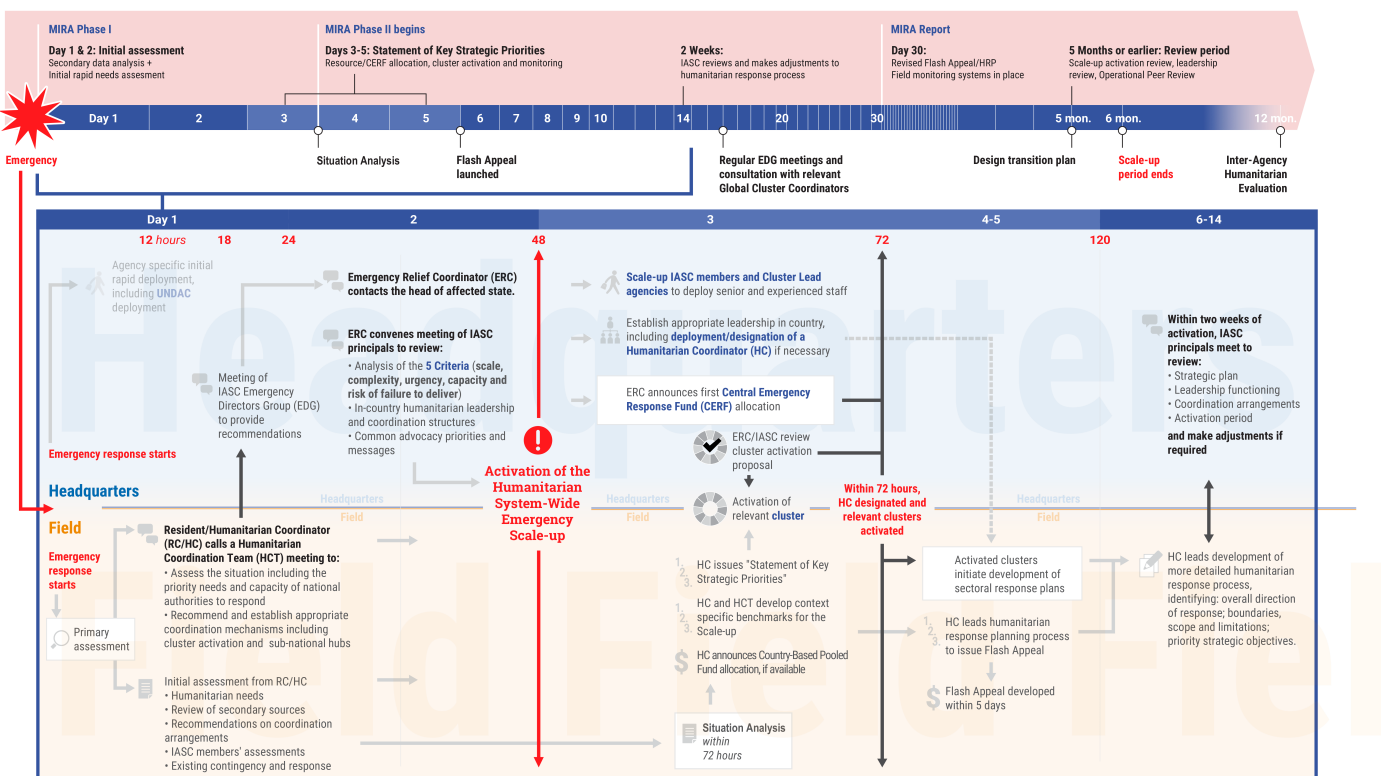 MIRA Phase I
Day 1 & 2: Initial assessment
Secondary data analysis +
Initial rapid needs assesment
MIRA Phase II begins
Days 3-5: Statement of Key Strategic Priorities
Resource/CERF allocation, cluster activation and monitoring
2 Weeks:
IASC reviews and makes adjustments to
humanitarian response process
MIRA Report
Day 30:
Revised Flash Appeal/HRP
Field monitoring systems in place
5 Months or earlier: Review period
Scale-up activation review, leadership
review, Operational Peer Review
Day 1 2 3 4 5 6 7 8 9 10 14 20 30 5 mon. 6 mon. 12 mon.
Emergency
Situation Analysis
Flash Appeal
launched
Regular EDG meetings and
consultation with relevant
Global Cluster Coordinators
Design transition plan
Scale-up
period ends
Inter-Agency
Humanitarian
Evaluation
Day 1 2 3 4-5 6-14
12 hours 18 24 48 72 120
Headquarters
Agency specific initial
rapid deployment,
including UNDAC
deployment
Emergency response starts
Meeting of
IASC Emergency
Directors Group (EDG)
to provide
recommendations
Emergency Relief Coordinator (ERC)
contacts the head of affected state.
ERC convenes meeting of IASC
principals to review:
• Analysis of the 5 Criteria (scale,
complexity, urgency, capacity and
risk of failure to deliver)
• In-country humanitarian leadership
and coordination structures
• Common advocacy priorities and
messages
Activation of the
Humanitarian
System-Wide
Emergency
Scale-up
Scale-up IASC members and Cluster Lead
agencies to deploy senior and experienced staff
Establish appropriate leadership in country,
including deployment/designation of a
Humanitarian Coordinator (HC) if necessary
ERC announces first Central Emergency
Response Fund (CERF) allocation
ERC/IASC review
cluster activation
proposal
Activation of
relevant cluster
Within 72 hours,
HC designated and
relevant clusters
activated
Within two weeks of
activation, IASC
principals meet to
review:
• Strategic plan
• Leadership functioning
• Coordination arrangements
• Activation period
and make adjustments if
required
Headquarters
Field
Headquarters
Field
Headquarters
Field
Headquarters
Field
Emergency
response
starts
Primary
assessment
Resident/Humanitarian Coordinator
(RC/HC) calls a Humanitarian
Coordination Team (HCT) meeting to:
• Assess the situation including the
priority needs and capacity of national
authorities to respond
• Recommend and establish appropriate
coordination mechanisms including
cluster activation and sub-national hubs
Initial assessment from RC/HC
• Humanitarian needs
• Review of secondary sources
• Recommendations on coordination
arrangements
• IASC members' assessments
• Existing contingency and response
1.
2.
3.
HC issues "Statement of Key
Strategic Priorities"
1.
2.
3.
HC and HCT develop context
specific benchmarks for the
Scale-up
$
HC announces Country-Based Pooled
Fund allocation, if available
Situation Analysis
within
72 hours
Activated clusters
initiate development of
sectoral response plans
1.
2.
3.
HC leads humanitarian
response planning process
to issue Flash Appeal
$
Flash Appeal developed
within 5 days
HC leads development of
more detailed humanitarian
response process,
identifying: overall direction
of response; boundaries,
scope and limitations;
priority strategic objectives.
Field Field Field